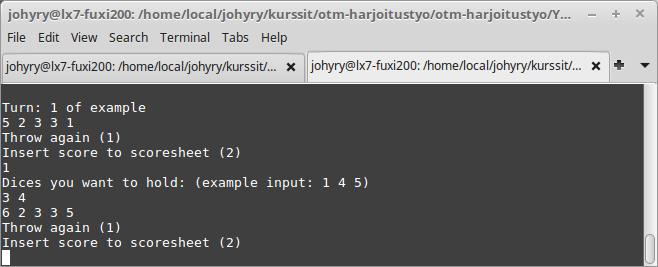 johyry@lx7-fuxi200: /home/local/johyry/kurssit/otm-harjoitustyo/otm-harjoitustyo/Y...
File Edit View Search Terminal Tabs Help
johyry@lx7-fuxi200: /home/local/johyry/kurssit/... johyry@lx7-fuxi200: /home/local/johyry/kurssit/...
Turn: 1 of example
5 2 3 3 1
Throw again (1)
Insert score to scoresheet (2)
1
Dices you want to hold: (example input: 1 4 5)
3 4
6 2 3 3 5
Throw again (1)
Insert score to scoresheet (2)